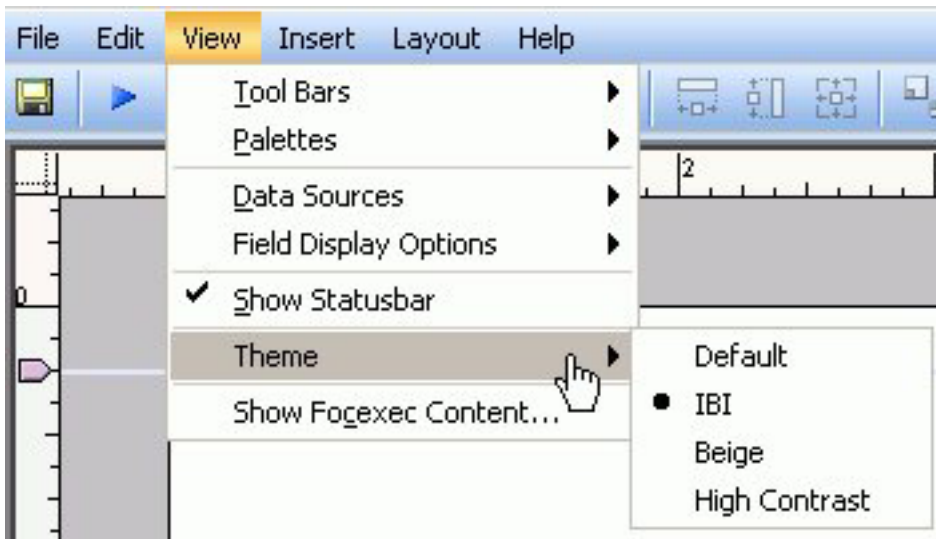 File Edit View Insert Layout Help
Tool Bars
Palettes
2
Data Sources
Field Display Options
0
Show Statusbar
Theme
Default
IBI
Show Focexec Content...
Beige
High Contrast